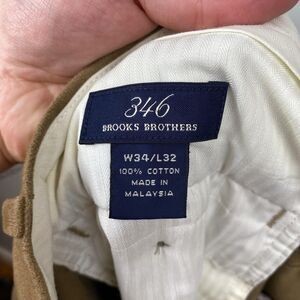 346
BROOKS BROTHERS
W34/L32
100% COTTON
MADE IN
MALAYSIA